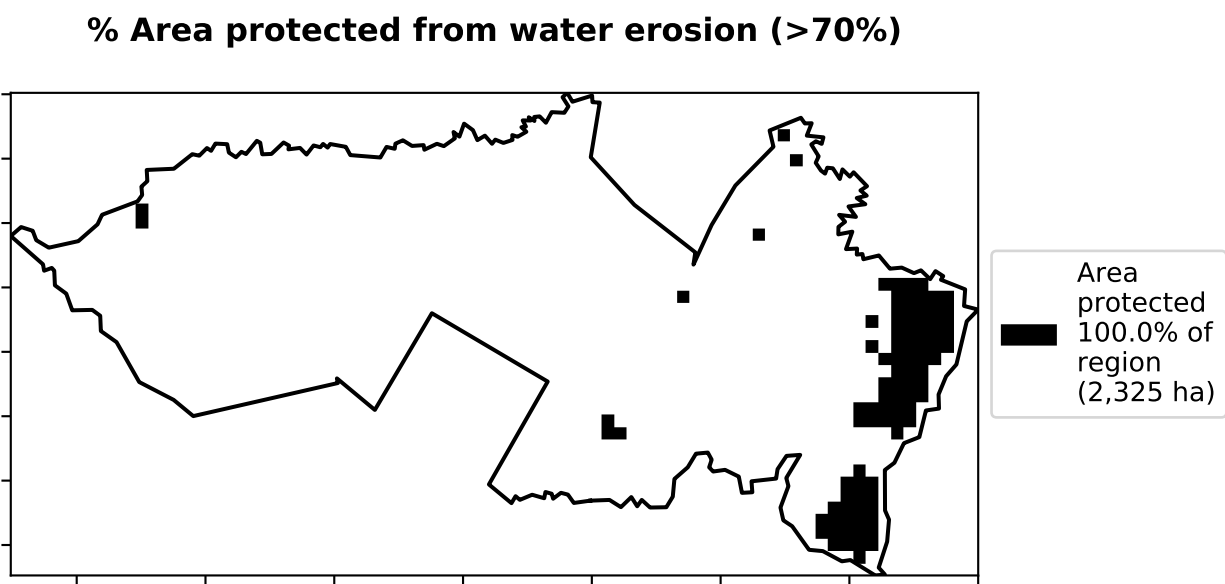 % Area protected from water erosion (>70%)
Area
protected
100.0% of
region
(2,325 ha)